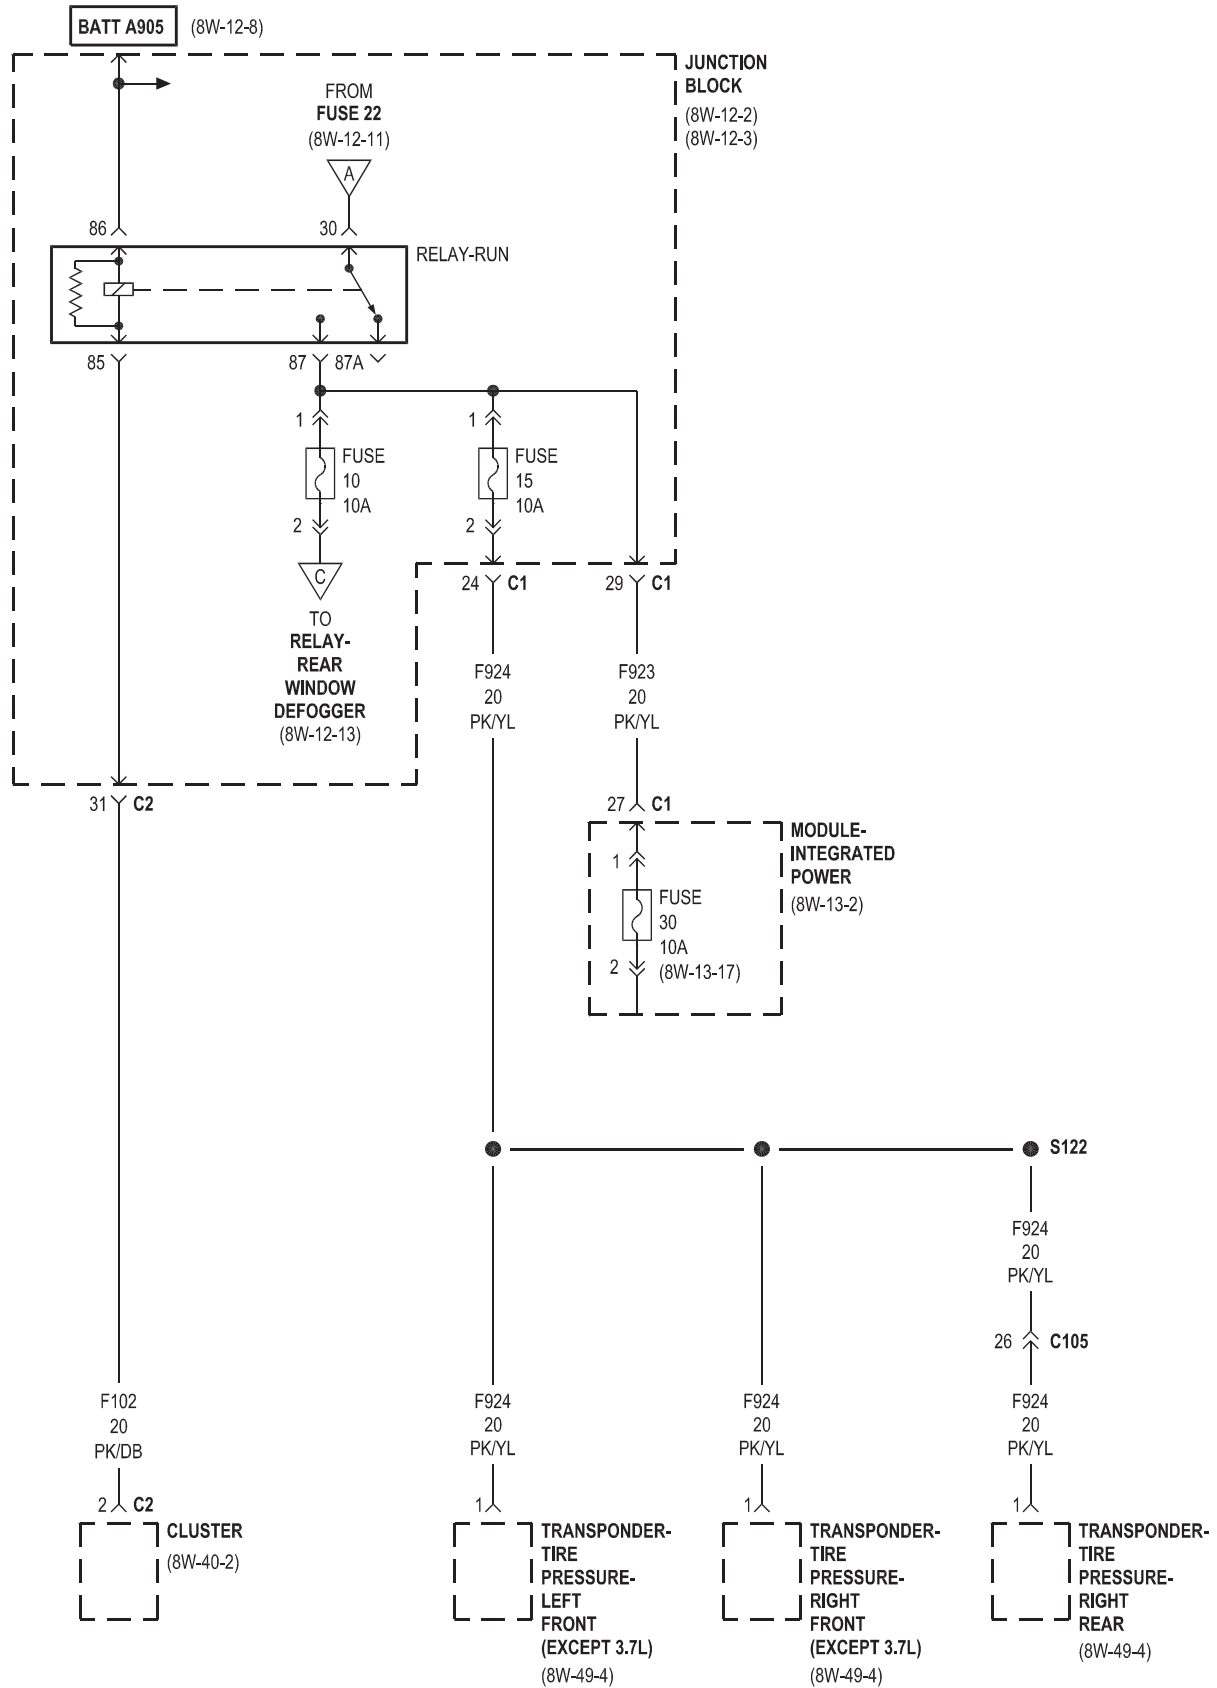 BATT A905 (8W-12-8)
JUNCTION
BLOCK
(8W-12-2)
(8W-12-3)
FROM
FUSE 22
(8W-12-11)
A
86
30
RELAY-RUN
85
87
87A
1
FUSE
10
10A
2
1
FUSE
15
10A
2
C
TO
RELAY-
REAR
WINDOW
DEFOGGER
(8W-12-13)
24 C1
29 C1
F924
20
PK/YL
F923
20
PK/YL
31 C2
27 C1
MODULE-
INTEGRATED
POWER
(8W-13-2)
1
FUSE
30
10A
(8W-13-17)
2
S122
F924
20
PK/YL
26 C105
F102
20
PK/DB
F924
20
PK/YL
F924
20
PK/YL
F924
20
PK/YL
2 C2
1
1
1
CLUSTER
(8W-40-2)
TRANSPONDER-
TIRE
PRESSURE-
LEFT
FRONT
(EXCEPT 3.7L)
(8W-49-4)
TRANSPONDER-
TIRE
PRESSURE-
RIGHT
FRONT
(EXCEPT 3.7L)
(8W-49-4)
TRANSPONDER-
TIRE
PRESSURE-
RIGHT
REAR
(8W-49-4)